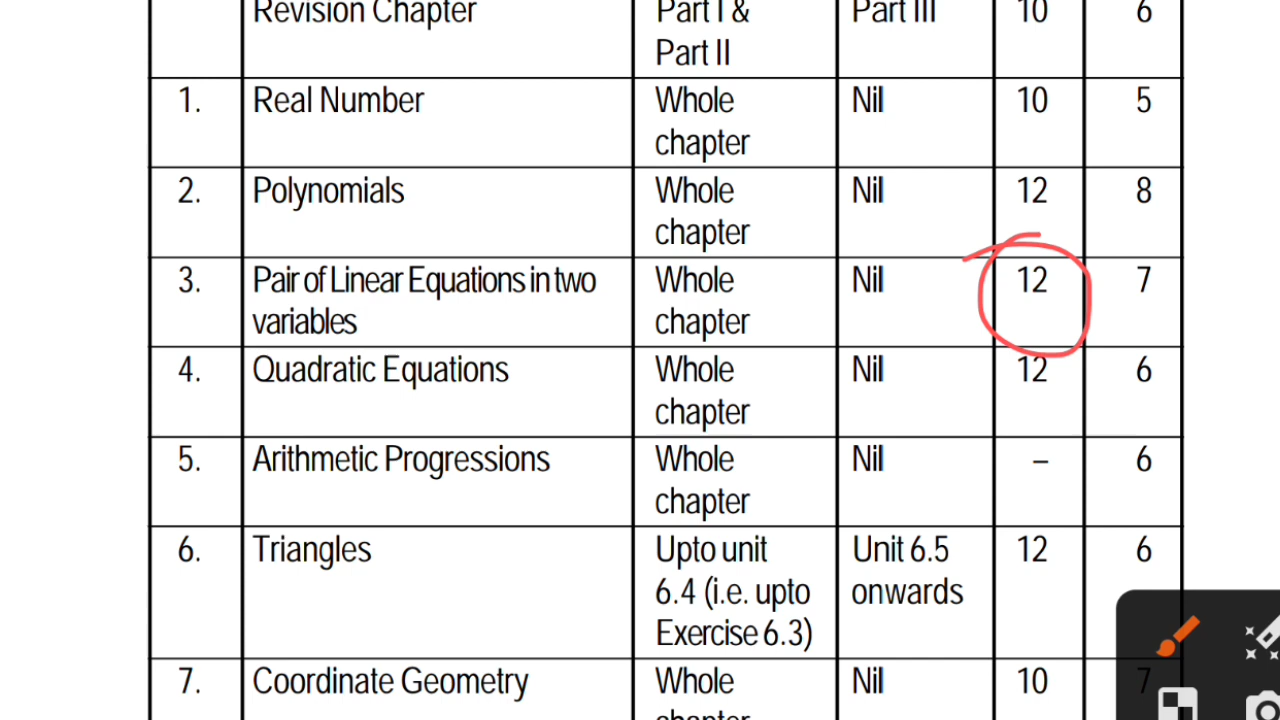 Revision Chapter Part I & Part III 10 6
Part II
1. Real Number Whole Nil 10 5
chapter
2. Polynomials Whole Nil 12 8
chapter
3. Pair of Linear Equations in two Whole Nil 12 7
variables chapter
4. Quadratic Equations Whole Nil 12 6
chapter
5. Arithmetic Progressions Whole Nil – 6
chapter
6. Triangles Upto unit Unit 6.5 12 6
6.4 (i.e. upto onwards
Exercise 6.3)
7. Coordinate Geometry Whole Nil 10 7
chapter